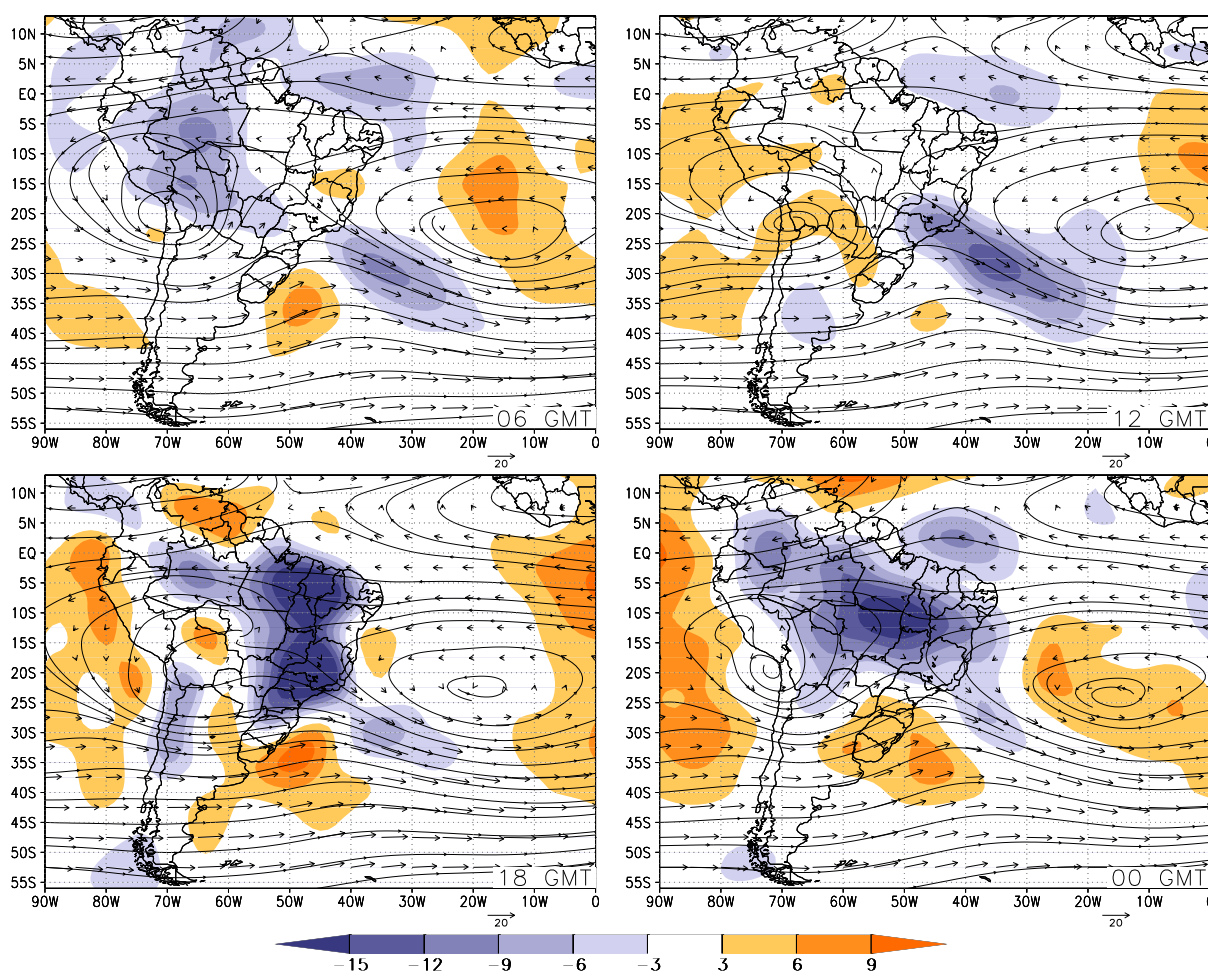 10N 10N
5N 5N
EQ EQ
5S 5S
10S 10S
15S 15S
20S 20S
25S 25S
30S 30S
35S 35S
40S 40S
45S 45S
50S 50S
55S 06 GMT 55S 12 GMT
90W 80W 70W 60W 50W 40W 30W 20W 10W 0 90W 80W 70W 60W 50W 40W 30W 20W 10W 0
20 20
10N 10N
5N 5N
EQ EQ
5S 5S
10S 10S
15S 15S
20S 20S
25S 25S
30S 30S
35S 35S
40S 40S
45S 45S
50S 50S
55S 18 GMT 55S 00 GMT
90W 80W 70W 60W 50W 40W 30W 20W 10W 0 90W 80W 70W 60W 50W 40W 30W 20W 10W 0
20 20
-15 -12 -9 -6 -3 3 6 9